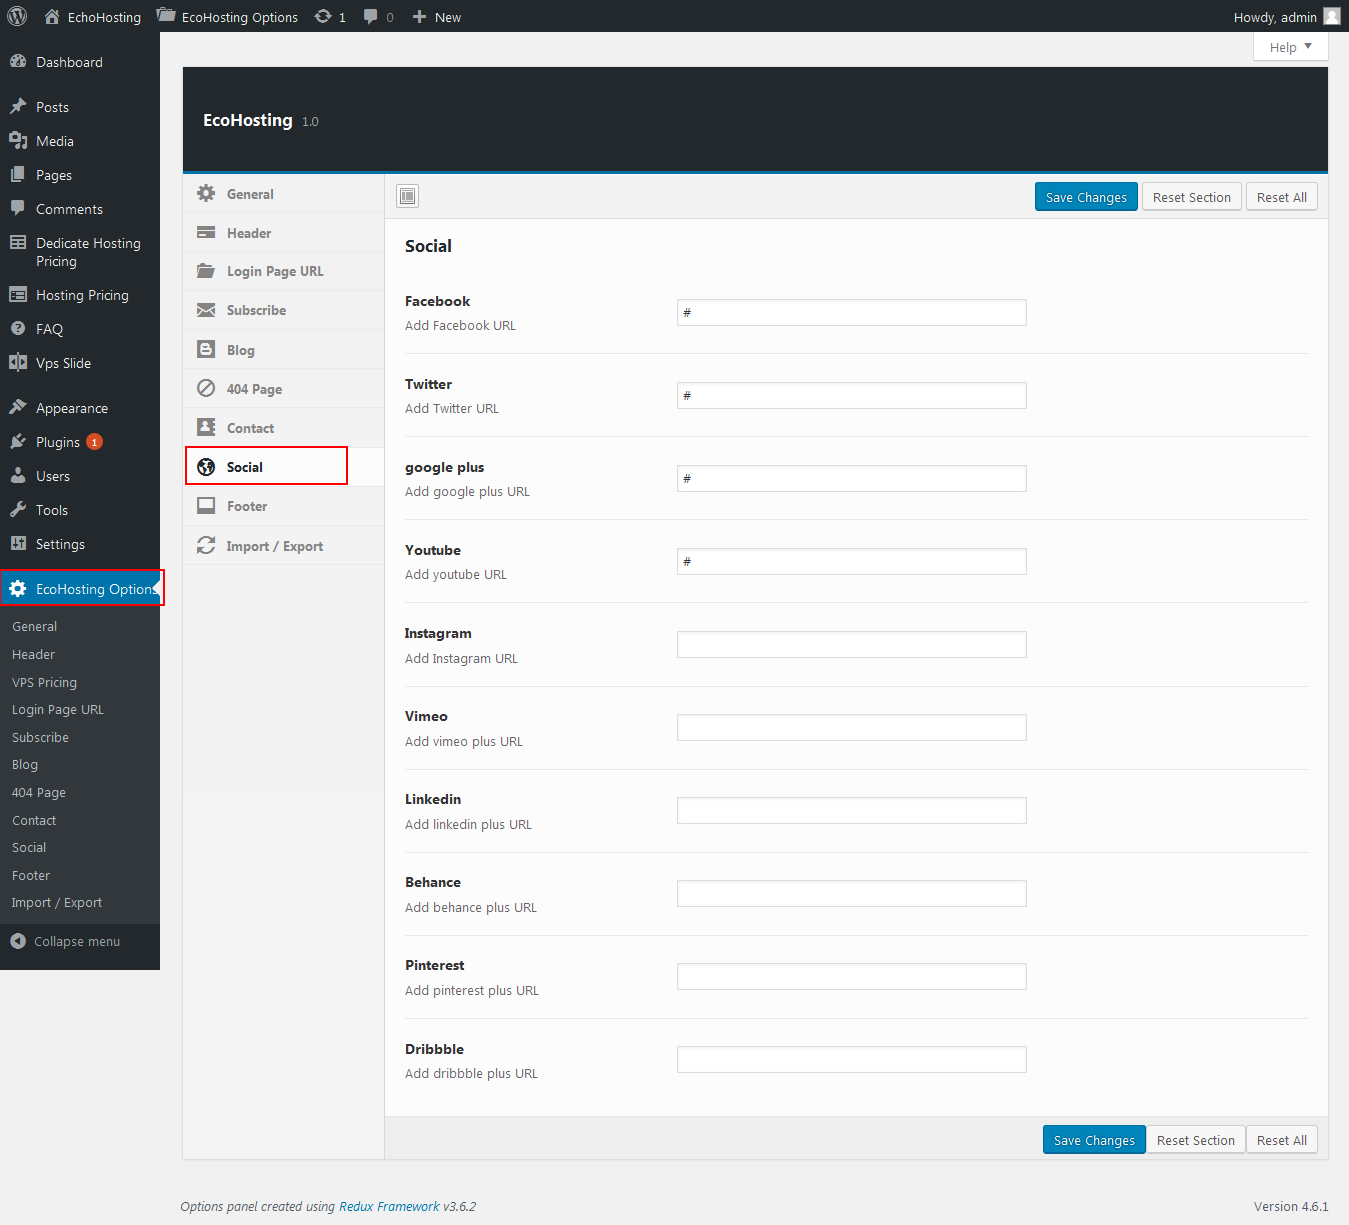 EchoHosting EcoHosting Options 1 0 New Howdy, admin
Help
Dashboard
Posts
Media
Pages
Comments
Dedicate Hosting
Pricing
Hosting Pricing
FAQ
Vps Slide
Appearance
Plugins 1
Users
Tools
Settings
EcoHosting Options
General
Header
VPS Pricing
Login Page URL
Subscribe
Blog
404 Page
Contact
Social
Footer
Import / Export
Collapse menu
EcoHosting 1.0
General
Header
Login Page URL
Subscribe
Blog
404 Page
Contact
Social
Footer
Import / Export
Save Changes Reset Section Reset All
Social
Facebook
Add Facebook URL
#
Twitter
Add Twitter URL
#
google plus
Add google plus URL
#
Youtube
Add youtube URL
#
Instagram
Add Instagram URL
Vimeo
Add vimeo plus URL
Linkedin
Add linkedin plus URL
Behance
Add behance plus URL
Pinterest
Add pinterest plus URL
Dribbble
Add dribbble plus URL
Save Changes Reset Section Reset All
Options panel created using Redux Framework v3.6.2
Version 4.6.1